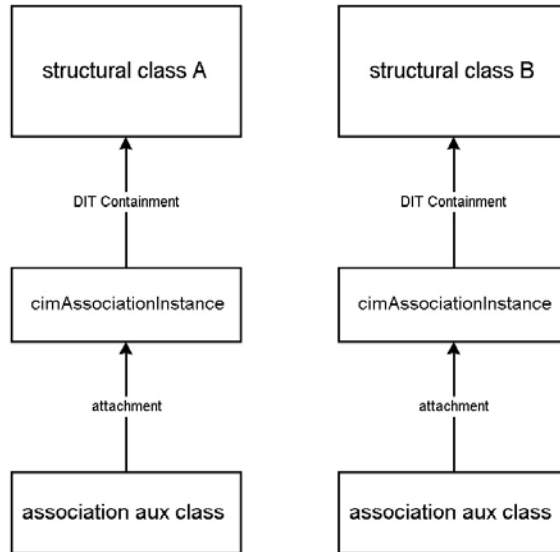 structural class A
structural class B
DIT Containment
DIT Containment
cimAssociationInstance
cimAssociationInstance
attachment
attachment
association aux class
association aux class